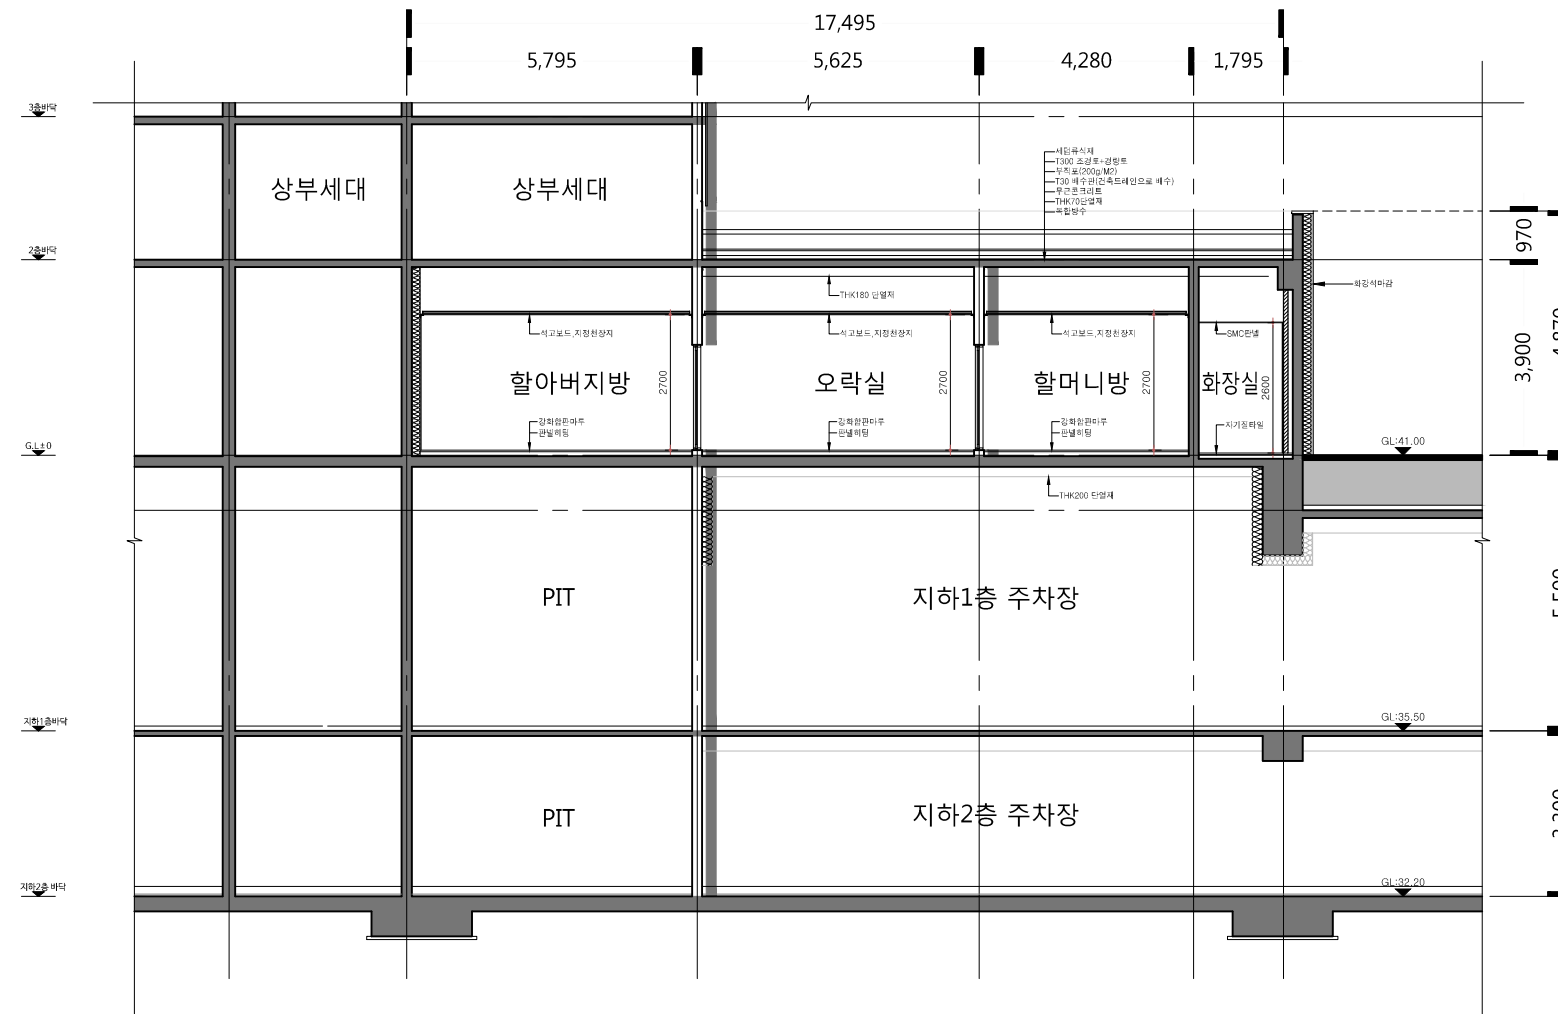 17,495
5,795
5,625
4,280
1,795
3층바닥
세덤류식재
T300 조경토+경량토
부직포(200g/M2)
T30 배수판(건축드레인으로 배수)
무근콘크리트
THK70단열재
복합방수
상부세대
상부세대
970
2층바닥
화강석마감
THK180 단열재
석고보드,지정천장지
석고보드,지정천장지
석고보드,지정천장지
SMC판넬
3,900
할아버지방
2700
오락실
2700
할머니방
2700
화장실
2600
강화합판마루
판넬히팅
강화합판마루
판넬히팅
강화합판마루
판넬히팅
자기질타일
G.L±0
GL:41.00
THK200 단열재
PIT
지하1층 주차장
지하1층바닥
GL:35.50
PIT
지하2층 주차장
지하2층 바닥
GL:32.20